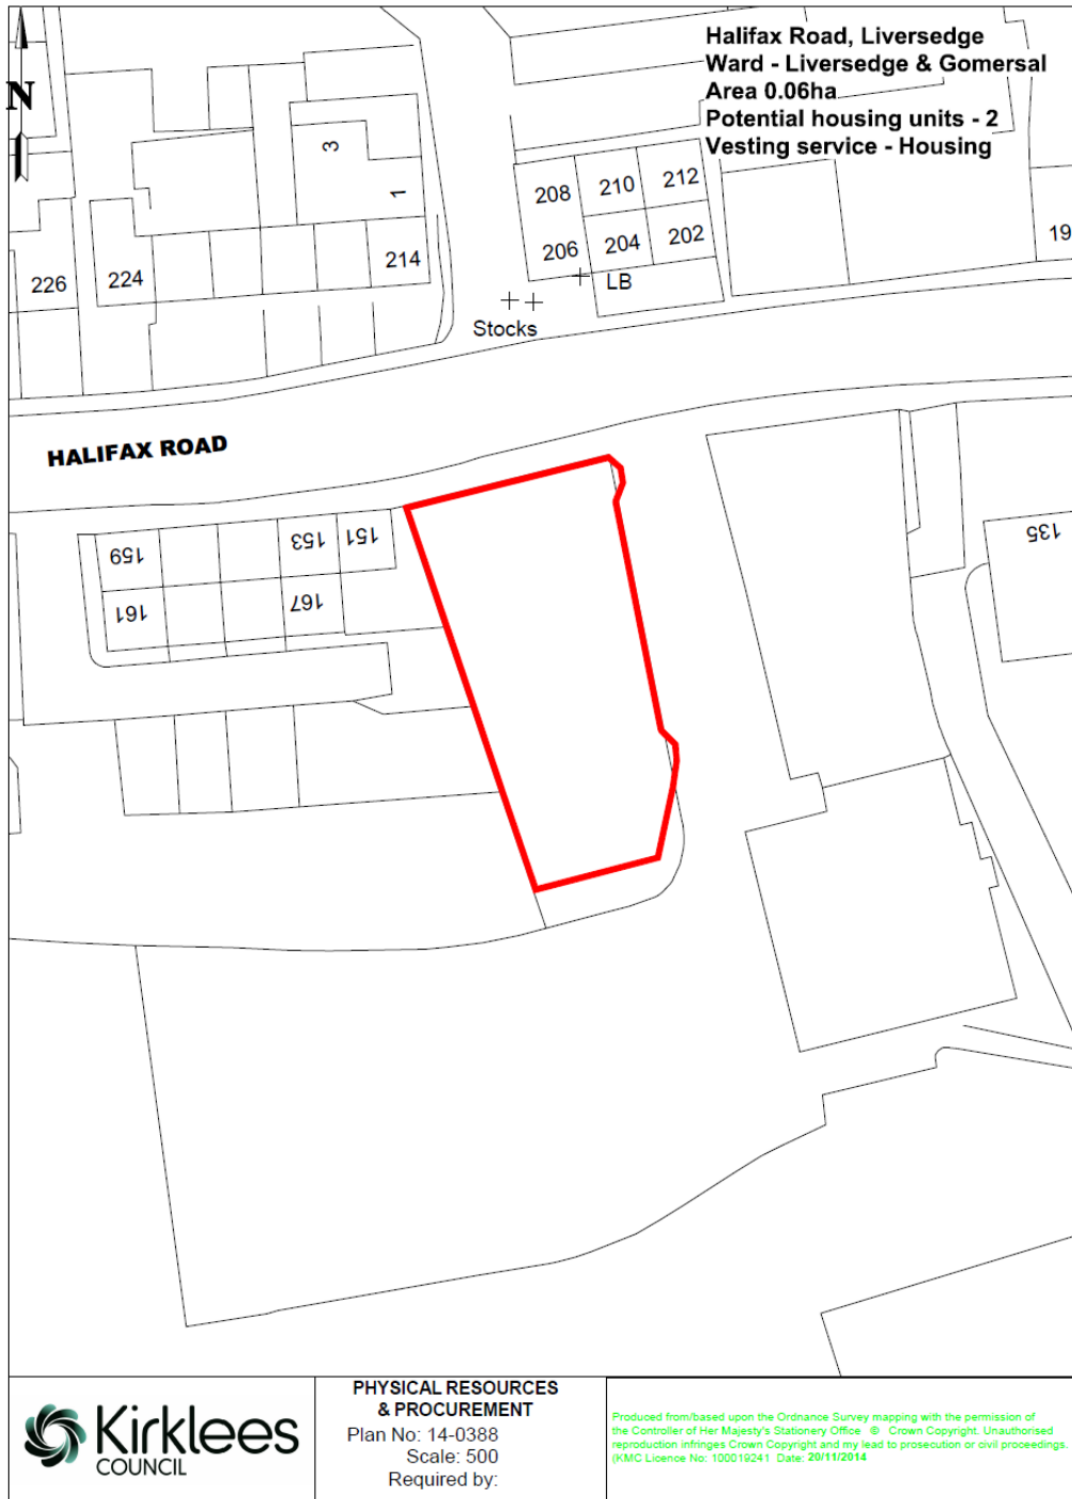 Halifax Road, Liversedge
Ward - Liversedge & Gomersal
Area 0.06ha
Potential housing units - 2
Vesting service - Housing
N
3
1
208 210 212
206 204 202
19
226 224 214
LB
Stocks
HALIFAX ROAD
159 153 151
161 167
135
Kirklees
COUNCIL
PHYSICAL RESOURCES
& PROCUREMENT
Plan No: 14-0388
Scale: 500
Required by:
Produced from/based upon the Ordnance Survey mapping with the permission of
the Controller of Her Majesty's Stationery Office © Crown Copyright. Unauthorised
reproduction infringes Crown Copyright and my lead to prosecution or civil proceedings.
(KMC Licence No: 100019241 Date: 20/11/2014